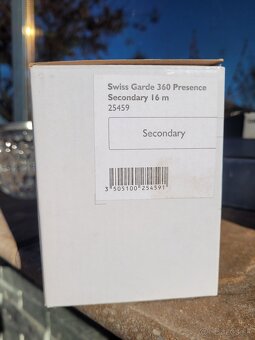 Swiss Garde 360 Presence
Secondary 16 m
25459
Secondary
3 505100 254591